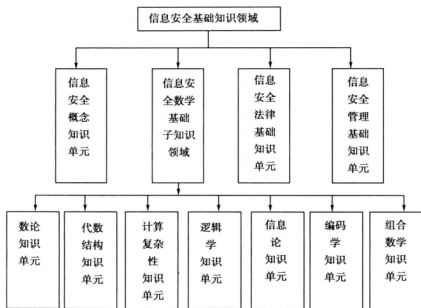 信息安全基础知识领域
信息
安全
概念
知识
单元
信息安
全数学
基础
子知识
领域
信息
安全
法律
基础
知识
单元
信息
安全
管理
基础
知识
单元
数论
知识
单元
代数
结构
知识
单元
计算
复杂
性
知识
单元
逻辑
学
知识
单元
信息
论
知识
单元
编码
学
知识
单元
组合
数学
知识
单元